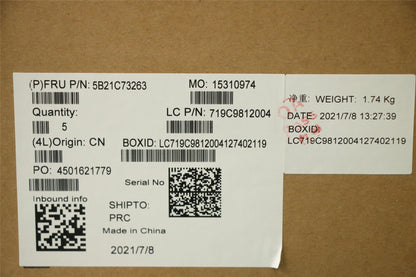 (P)FRU P/N: 5B21C73263
MO: 15310974
Quantity:
5
LC P/N: 719C9812004
(4L)Origin: CN
BOXID: LC719C9812004127402119
PO: 4501621779
Serial No
Inbound info
SHIPTO:
PRC
Made in China
2021/7/8
净重: WEIGHT: 1.74 Kg
DATE: 2021/7/8 13:27:39
BOXID:
LC719C9812004127402119